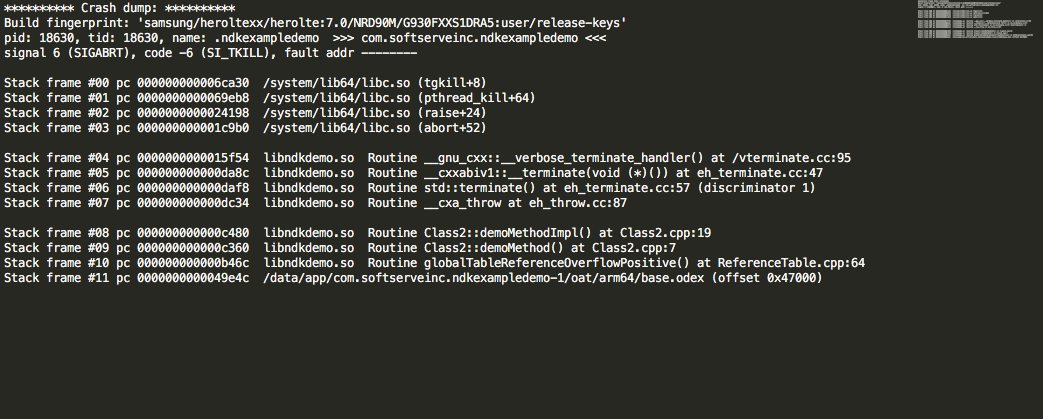 ********** Crash dump: **********
Build fingerprint: 'samsung/heroltexx/herolte:7.0/NRD90M/G930FXXS1DRA5:user/release-keys'
pid: 18630, tid: 18630, name: .ndkexampledemo  >>> com.softserveinc.ndkexampledemo <<<
signal 6 (SIGABRT), code -6 (SI_TKILL), fault addr --------
Stack frame #00 pc 000000000006ca30  /system/lib64/libc.so (tgkill+8)
Stack frame #01 pc 0000000000069eb8  /system/lib64/libc.so (pthread_kill+64)
Stack frame #02 pc 0000000000024198  /system/lib64/libc.so (raise+24)
Stack frame #03 pc 000000000001c9b0  /system/lib64/libc.so (abort+52)
Stack frame #04 pc 0000000000015f54  libndkdemo.so  Routine __gnu_cxx::__verbose_terminate_handler() at /vterminate.cc:95
Stack frame #05 pc 000000000000da8c  libndkdemo.so  Routine __cxxabiv1::__terminate(void (*)()) at eh_terminate.cc:47
Stack frame #06 pc 000000000000daf8  libndkdemo.so  Routine std::terminate() at eh_terminate.cc:57 (discriminator 1)
Stack frame #07 pc 000000000000dc34  libndkdemo.so  Routine __cxa_throw at eh_throw.cc:87
Stack frame #08 pc 000000000000c480  libndkdemo.so  Routine Class2::demoMethodImpl() at Class2.cpp:19
Stack frame #09 pc 000000000000c360  libndkdemo.so  Routine Class2::demoMethod() at Class2.cpp:7
Stack frame #10 pc 000000000000b46c  libndkdemo.so  Routine globalTableReferenceOverflowPositive() at ReferenceTable.cpp:64
Stack frame #11 pc 0000000000049e4c  /data/app/com.softserveinc.ndkexampledemo-1/oat/arm64/base.odex (offset 0x47000)